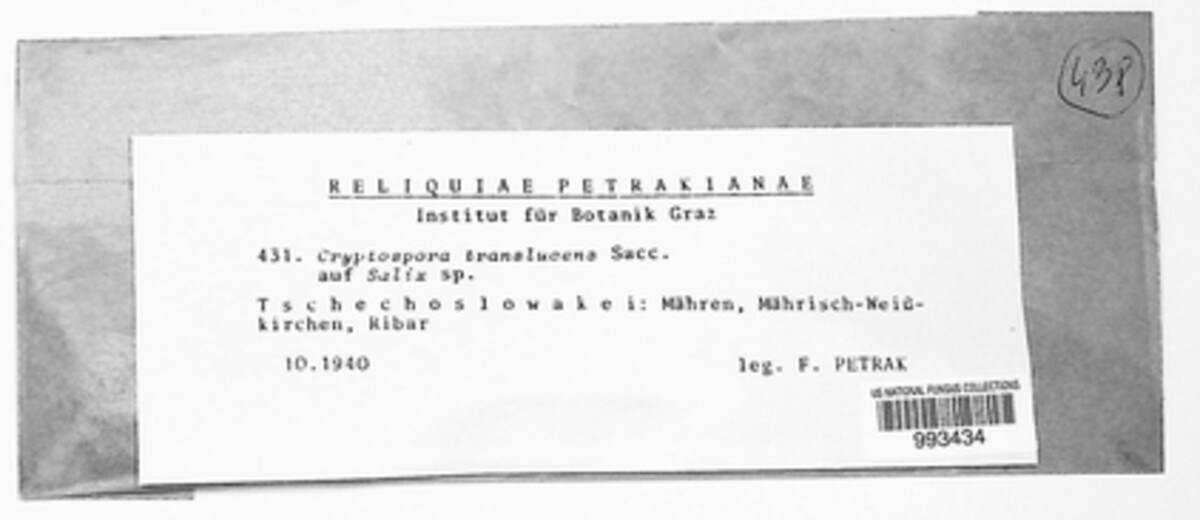 438
RELIQUIAE PETRAKIANAE
Institut für Botanik Graz
431. Cryptospora translucens Sacc.
auf Salix sp.
Tschechoslowakei: Mähren, Mährisch-Weiß-
kirchen, Ribar
10.1940
leg. F. PETRAK
US NATIONAL FUNGUS COLLECTIONS
993434